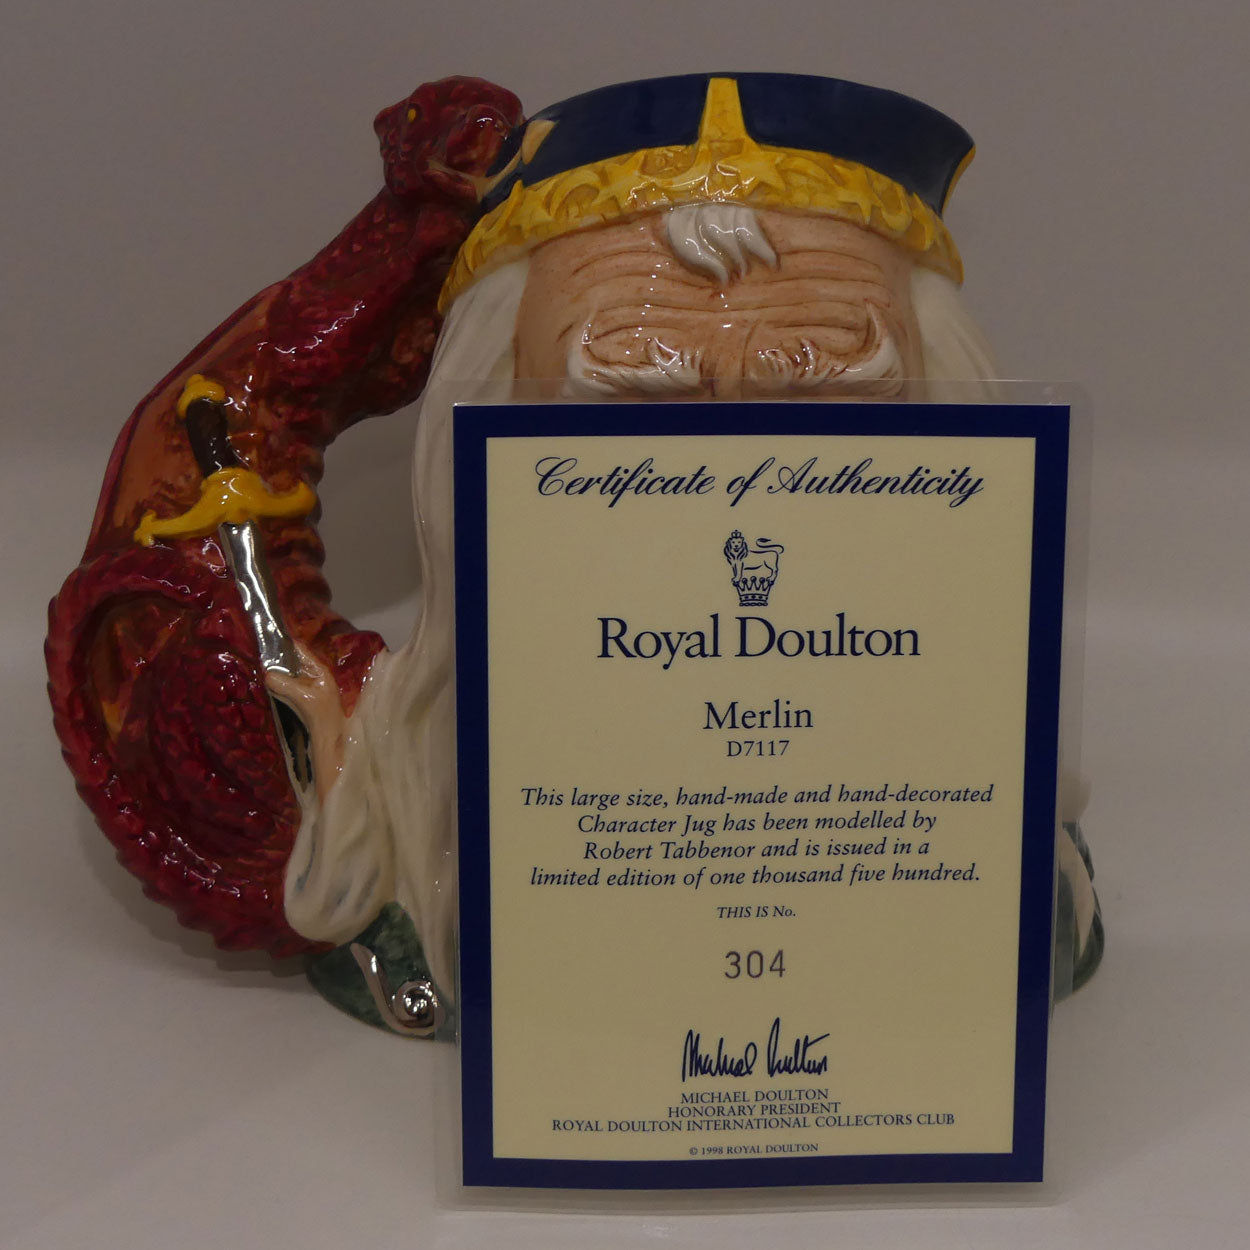 Certificate of Authenticity
Royal Doulton
Merlin
D7117
This large size, hand-made and hand-decorated
Character Jug has been modelled by
Robert Tabbenor and is issued in a
limited edition of one thousand five hundred.
THIS IS No.
304
Michael Doulton
MICHAEL DOULTON
HONORARY PRESIDENT
ROYAL DOULTON INTERNATIONAL COLLECTORS CLUB
© 1998 ROYAL DOULTON